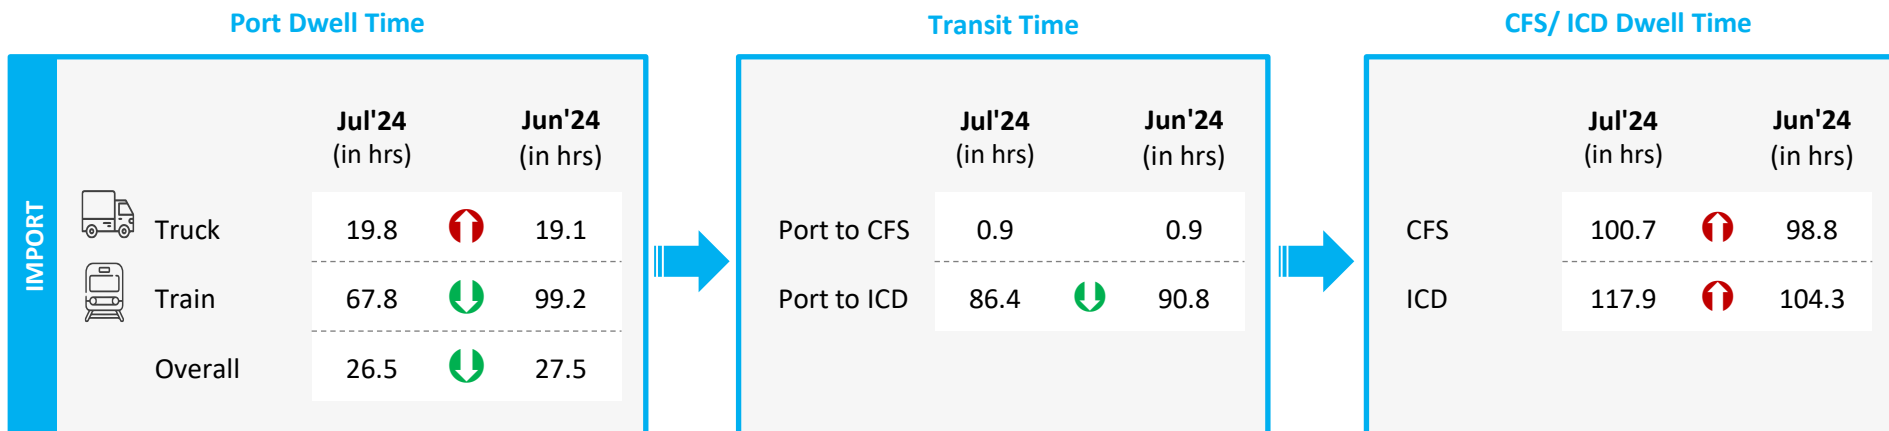 Port Dwell Time
Transit Time
CFS/ ICD Dwell Time
IMPORT
Jul'24 Jun'24
(in hrs) (in hrs)
Truck 19.8 19.1
Train 67.8 99.2
Overall 26.5 27.5
Jul'24 Jun'24
(in hrs) (in hrs)
Port to CFS 0.9 0.9
Port to ICD 86.4 90.8
Jul'24 Jun'24
(in hrs) (in hrs)
CFS 100.7 98.8
ICD 117.9 104.3